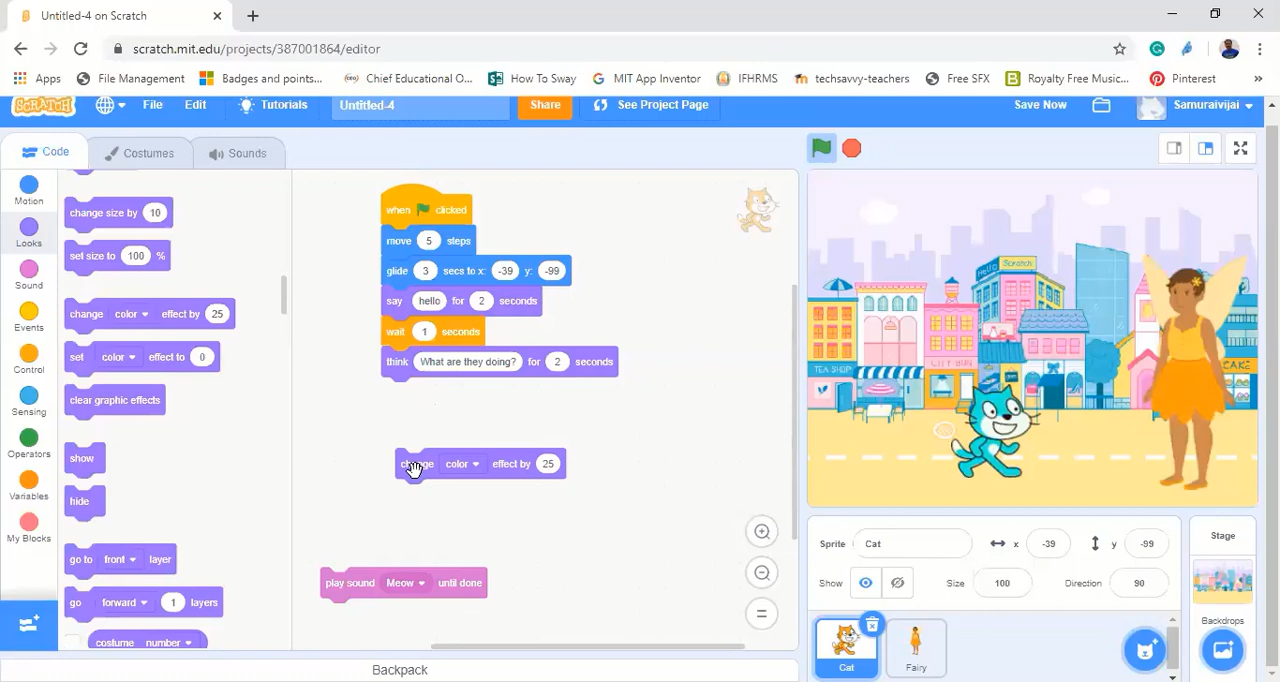 Untitled-4 on Scratch
scratch.mit.edu/projects/387001864/editor
Apps File Management Badges and points... Chief Educational O... How To Sway MIT App Inventor IFHRMS techsavvy-teachers Free SFX Royalty Free Music... Pinterest »
SCRATCH File Edit Tutorials Untitled-4 Share See Project Page Save Now Samuraivijai
Code Costumes Sounds
Motion
Looks
Sound
Events
Control
Sensing
Operators
Variables
My Blocks
change size by 10
set size to 100 %
change color effect by 25
set color effect to 0
clear graphic effects
show
hide
go to front layer
go forward 1 layers
costume number
when clicked
move 5 steps
glide 3 secs to x: -39 y: -99
say hello for 2 seconds
wait 1 seconds
think What are they doing? for 2 seconds
color effect by 25
play sound Meow until done
Hello Scratch
TEA SHOP
CAKE
Sprite Cat x -39 y -99
Show Size 100 Direction 90
Cat
Fairy
Stage
Backdrops
Backpack